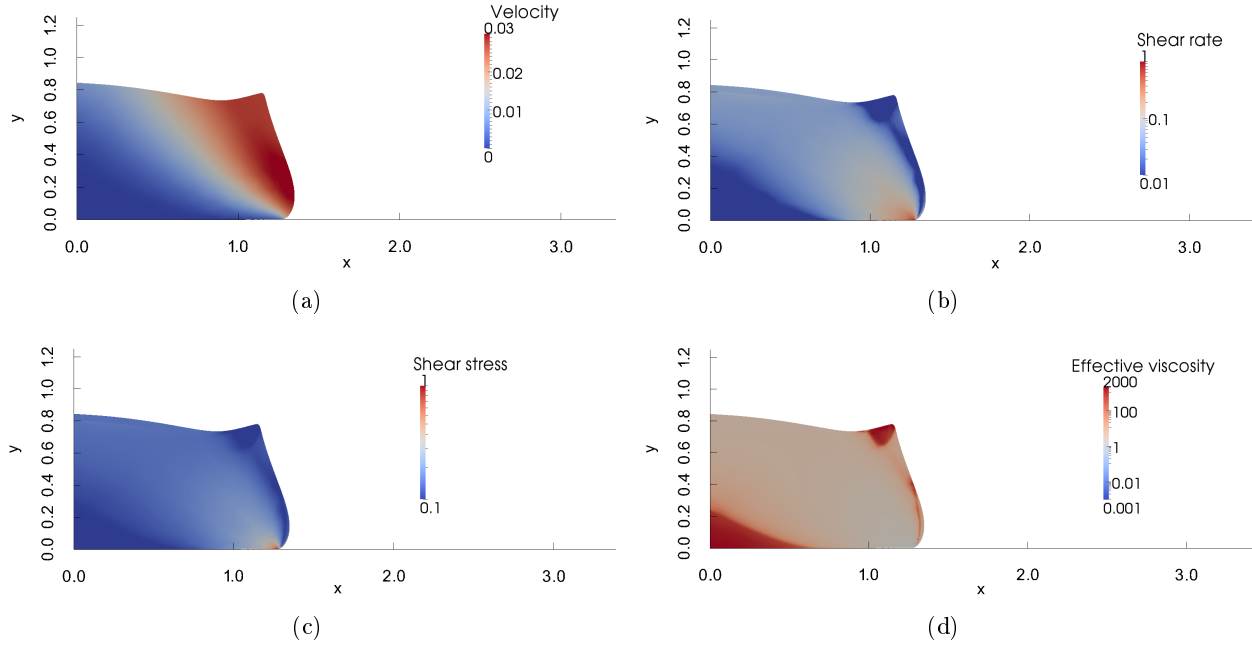 Velocity
0.03
0.02
0.01
0
y
0.0 0.2 0.4 0.6 0.8 1.0 1.2
0.0 1.0 2.0 3.0
x
(a)
Shear rate
1
0.1
0.01
y
0.0 0.2 0.4 0.6 0.8 1.0 1.2
0.0 1.0 2.0 3.0
x
(b)
Shear stress
1
0.1
y
0.0 0.2 0.4 0.6 0.8 1.0 1.2
0.0 1.0 2.0 3.0
x
(c)
Effective viscosity
2000
100
1
0.01
0.001
y
0.0 0.2 0.4 0.6 0.8 1.0 1.2
0.0 1.0 2.0 3.0
x
(d)